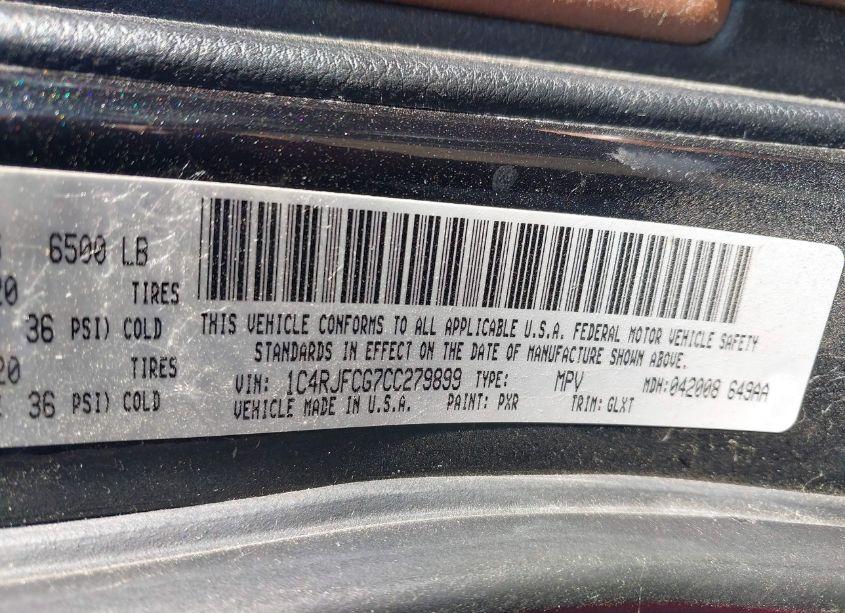 6500 LB
20 TIRES
36 PSI) COLD
20 TIRES
36 PSI) COLD
THIS VEHICLE CONFORMS TO ALL APPLICABLE U.S.A. FEDERAL MOTOR VEHICLE SAFETY
STANDARDS IN EFFECT ON THE DATE OF MANUFACTURE SHOWN ABOVE.
VIN: 1C4RJFCG7CC279899 TYPE: MPV MDH:042008 649AA
VEHICLE MADE IN U.S.A. PAINT: PXR TRIM: GLXT